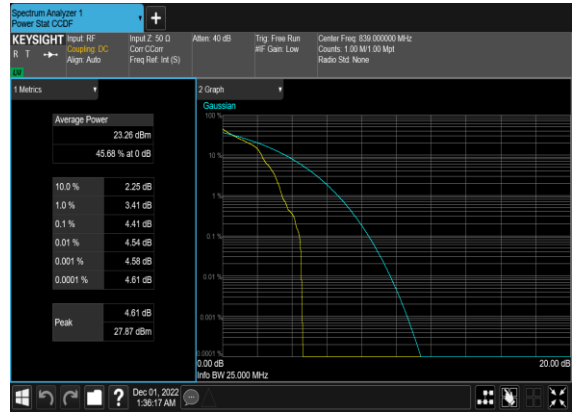 Spectrum Analyzer 1
Power Stat CCDF
+
KEYSIGHT
R T
LW
Input: RF
Coupling: DC
Align: Auto
Input Z: 50 Ω
Corr CCorr
Freq Ref: Int (S)
Atten: 40 dB
Trig: Free Run
#IF Gain: Low
Center Freq: 839.000000 MHz
Counts: 1.00 M/1.00 Mpt
Radio Std: None
1 Metrics
Average Power
23.26 dBm
45.68 % at 0 dB
10.0 % 2.25 dB
1.0 % 3.41 dB
0.1 % 4.41 dB
0.01 % 4.54 dB
0.001 % 4.58 dB
0.0001 % 4.61 dB
Peak
4.61 dB
27.87 dBm
2 Graph
Gaussian
100 %
10 %
1 %
0.1 %
0.01 %
0.001 %
0.0001 %
0.00 dB
20.00 dB
Info BW 25.000 MHz
?
Dec 01, 2022
1:36:17 AM